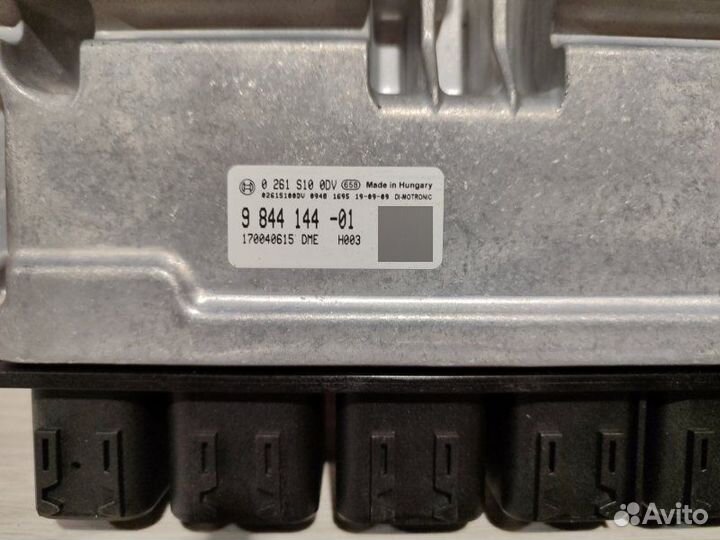 0 261 S10 0DV 658 Made in Hungary
0261S100DV 0948 1695 19-09-09 DI-MOTRONIC
9 844 144 -01
170040615 DME H003
Avito